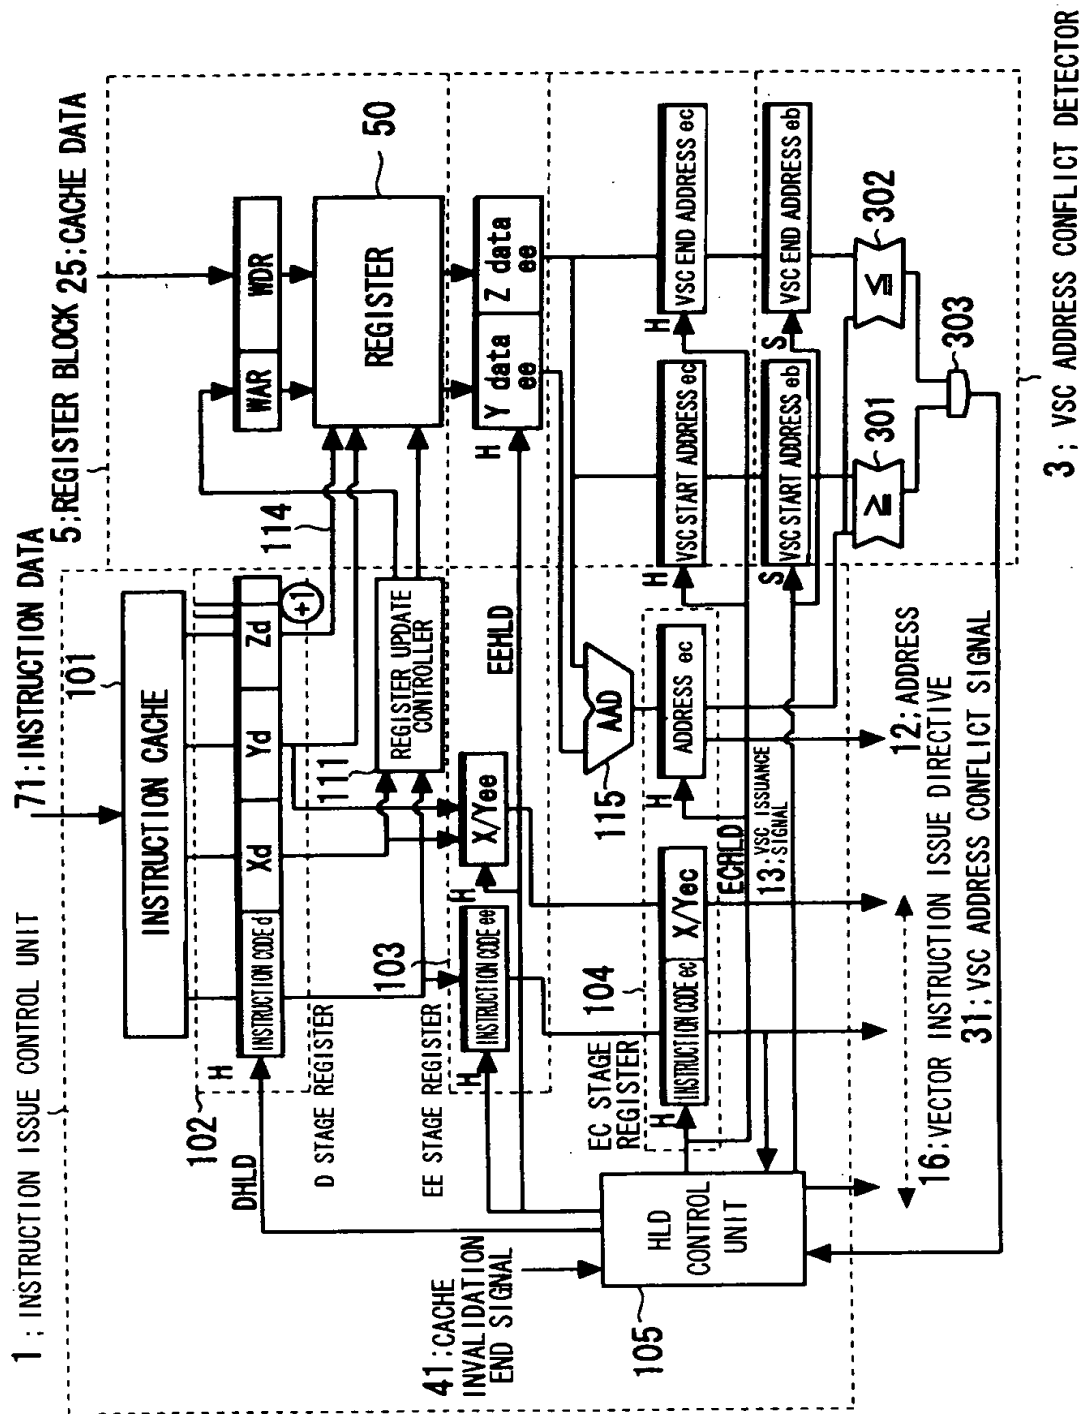 1 ; INSTRUCTION ISSUE CONTROL UNIT
71;INSTRUCTION DATA
5;REGISTER BLOCK
25;CACHE DATA
101
INSTRUCTION CACHE
102
DHLD
H
INSTRUCTION CODE d
Xd
Yd
Zd
+1
114
WAR
WDR
50
REGISTER
D STAGE REGISTER
111
REGISTER UPDATE
CONTROLLER
103
EE STAGE REGISTER
H
INSTRUCTION CODE ee
H
X/Yee
EEHLD
H
Y data
ee
Z data
ee
AAD
115
104
EC STAGE
REGISTER
H
INSTRUCTION CODE ec
X/Yec
H
ADDRESS ec
H
VSC START ADDRESS ec
H
VSC END ADDRESS ec
ECHLD
13;VSC ISSUANCE
SIGNAL
S
VSC START ADDRESS eb
S
VSC END ADDRESS eb
41;CACHE
INVALIDATION
END SIGNAL
HLD
CONTROL
UNIT
105
≧
301
≦
302
303
12;ADDRESS
16;VECTOR INSTRUCTION ISSUE DIRECTIVE
31;VSC ADDRESS CONFLICT SIGNAL
3 ; VSC ADDRESS CONFLICT DETECTOR